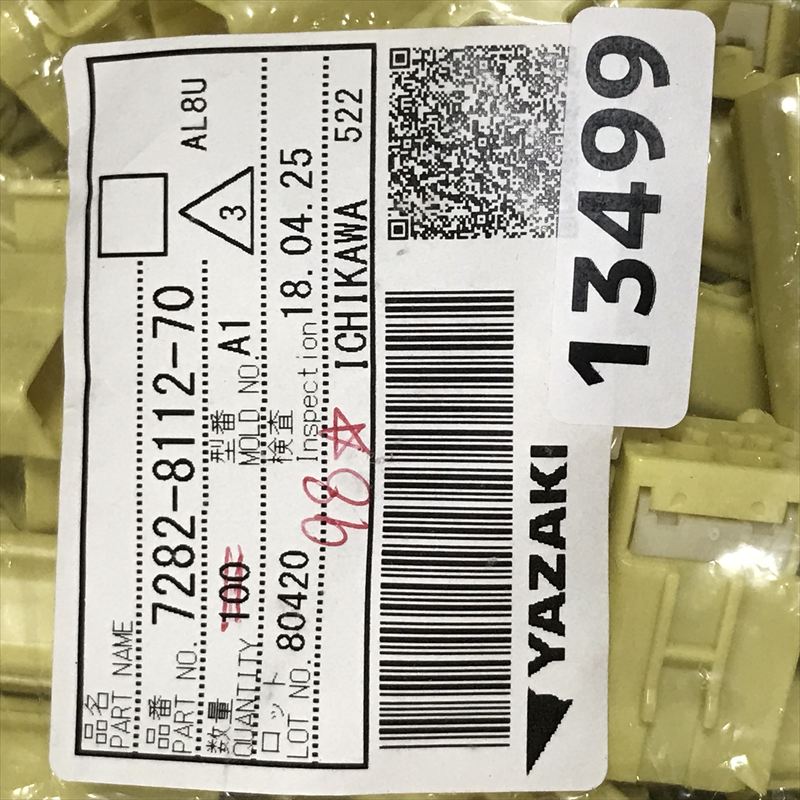 品名
PART NAME
AL8U
品番
PART NO. 7282-8112-70
3
数量
QUANTITY 100
型番
MOLD NO. A1
ロット
LOT NO. 80420
検査
Inspection 18.04.25
98☆
ICHIKAWA 522
YAZAKI
13499